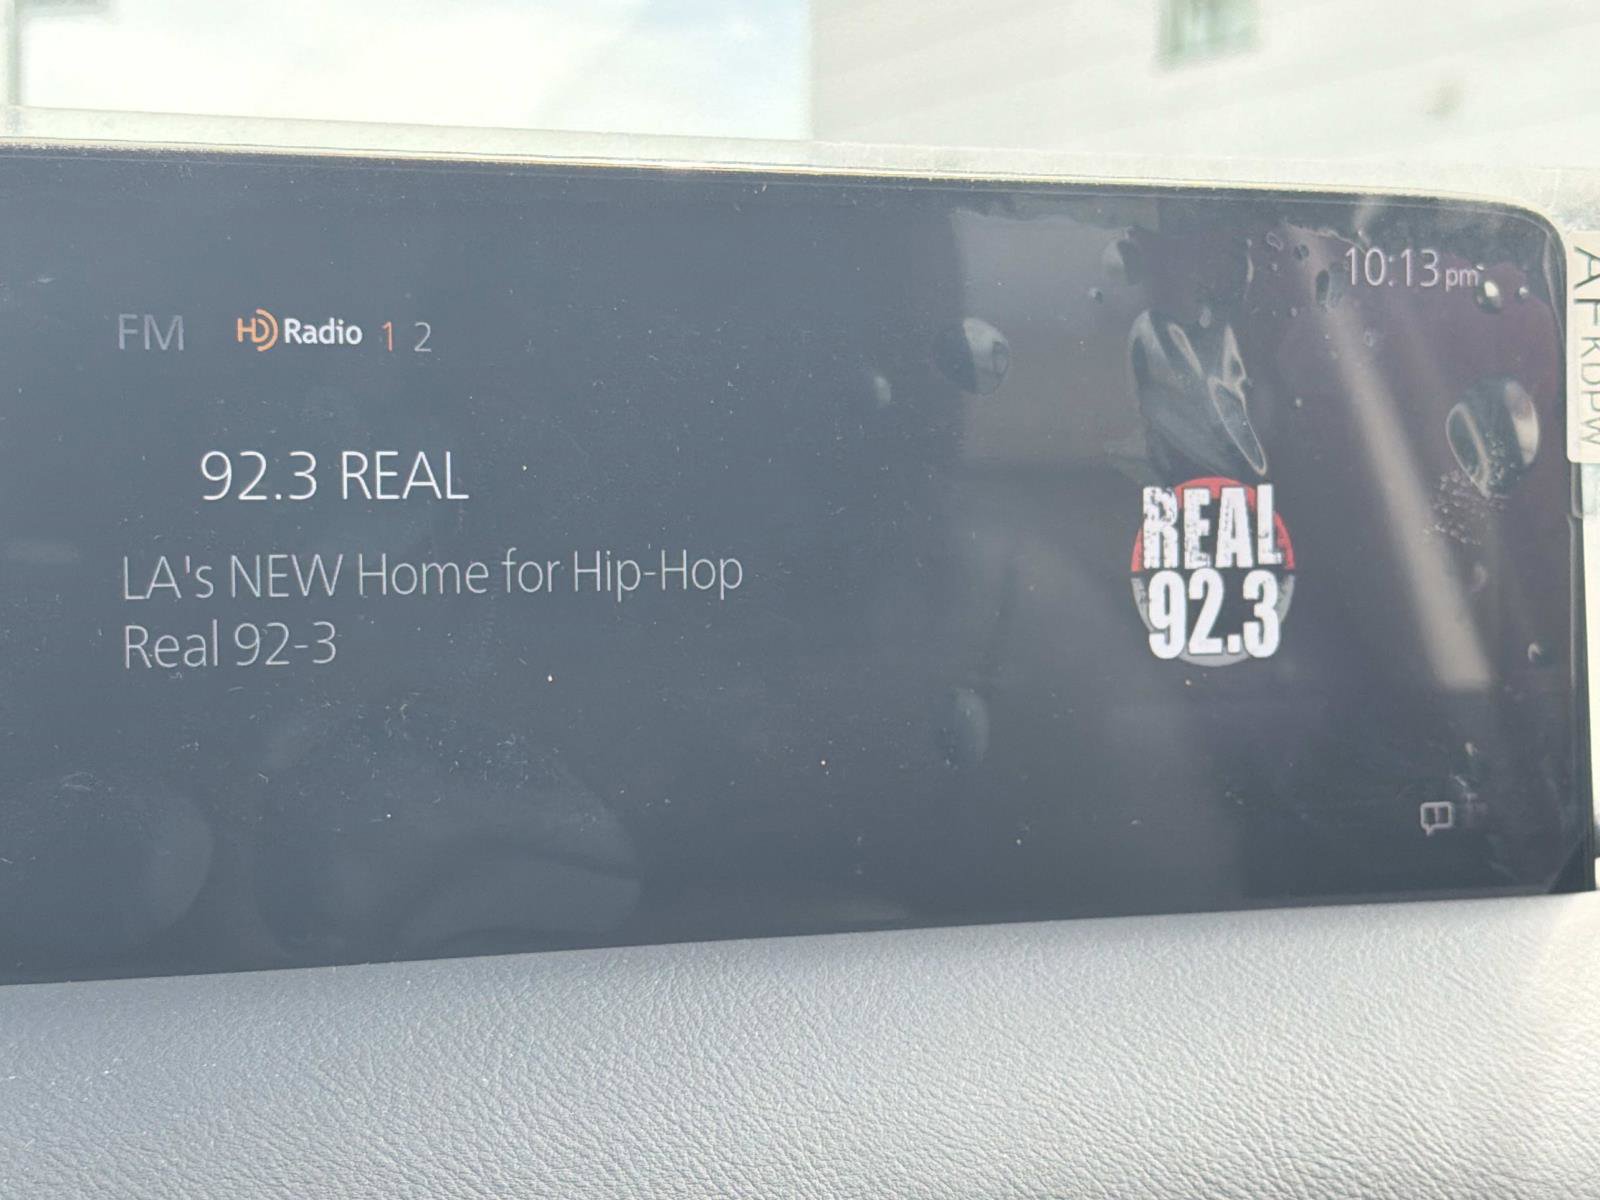 10:13 pm
FM HD Radio 1 2
92.3 REAL
LA's NEW Home for Hip-Hop
Real 92-3
REAL
92.3
AFRDPW